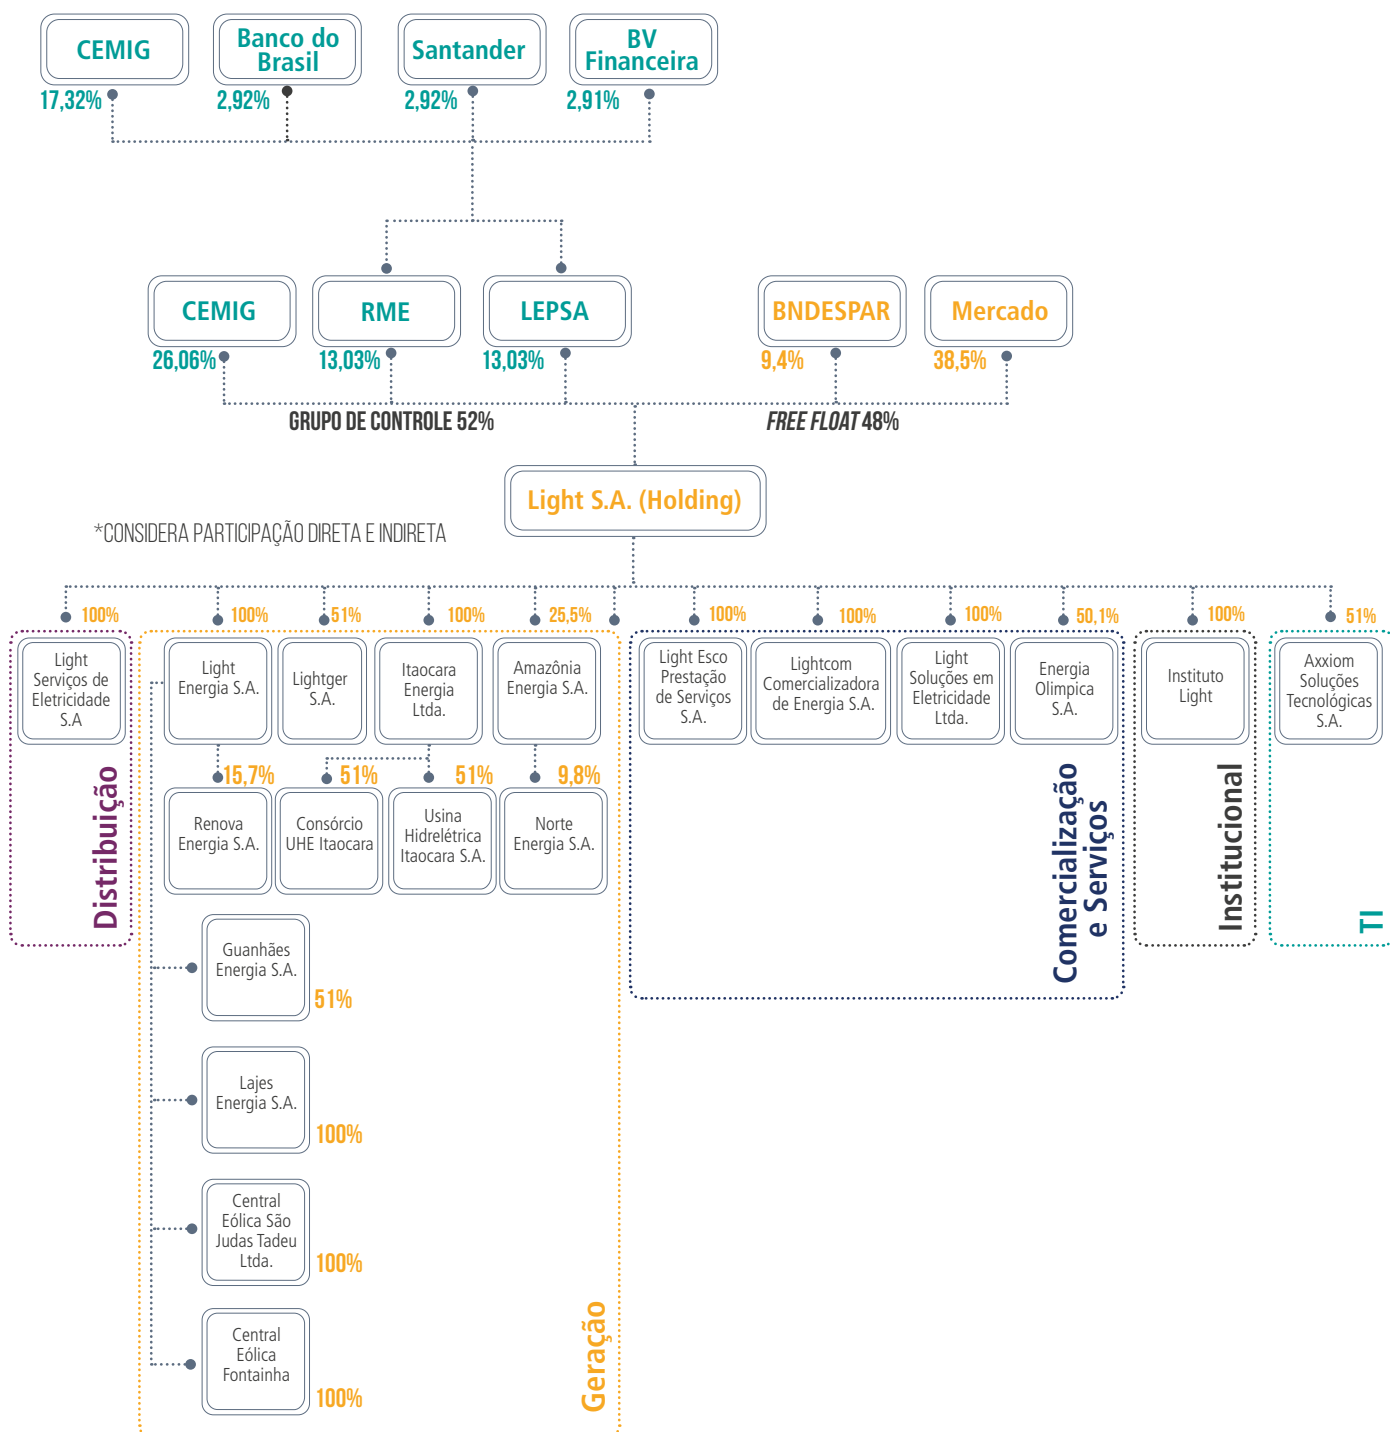 CEMIG
Banco do
Brasil
Santander
BV
Financeira
17,32%
2,92%
2,92%
2,91%
CEMIG
RME
LEPSA
BNDESPAR
Mercado
26,06%
13,03%
13,03%
9,4%
38,5%
GRUPO DE CONTROLE 52%
FREE FLOAT 48%
Light S.A. (Holding)
*CONSIDERA PARTICIPAÇÃO DIRETA E INDIRETA
100%
100%
51%
100%
25,5%
100%
100%
100%
50,1%
100%
51%
Light
Serviços de
Eletricidade
S.A
Light
Energia S.A.
Lightger
S.A.
Itaocara
Energia
Ltda.
Amazônia
Energia S.A.
Light Esco
Prestação
de Serviços
S.A.
Lightcom
Comercializadora
de Energia S.A.
Light
Soluções em
Eletricidade
Ltda.
Energia
Olimpica
S.A.
Instituto
Light
Axxiom
Soluções
Tecnológicas
S.A.
15,7%
51%
51%
9,8%
Renova
Energia S.A.
Consórcio
UHE Itaocara
Usina
Hidrelétrica
Itaocara S.A.
Norte
Energia S.A.
Distribuição
Comercialização
e Serviços
Institucional
TI
Guanhães
Energia S.A.
51%
Lajes
Energia S.A.
100%
Central
Eólica São
Judas Tadeu
Ltda.
100%
Central
Eólica
Fontainha
100%
Geração